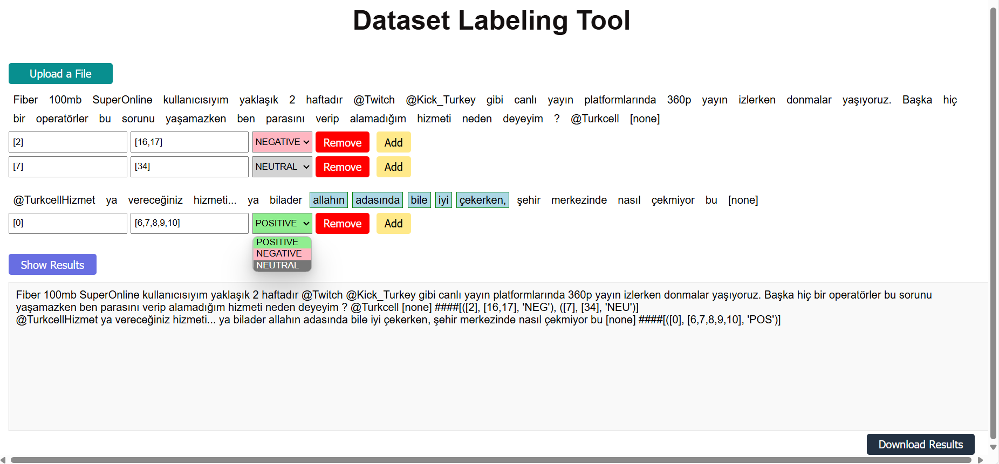 Dataset Labeling Tool
Upload a File
Fiber 100mb SuperOnline kullanıcısıyım yaklaşık 2 haftadır @Twitch @Kick_Turkey gibi canlı yayın platformlarında 360p yayın izlerken donmalar yaşıyoruz. Başka hiç
bir operatörler bu sorunu yaşamazken ben parasını verip alamadığım hizmeti neden deyeyim ? @Turkcell [none]
[2] [16,17] NEGATIVE Remove Add
[7] [34] NEUTRAL Remove Add
@TurkcellHizmet ya vereceğiniz hizmeti... ya bilader allahın adasında bile iyi çekerken, şehir merkezinde nasıl çekmiyor bu [none]
[0] [6,7,8,9,10] POSITIVE Remove Add
POSITIVE
NEGATIVE
NEUTRAL
Show Results
Fiber 100mb SuperOnline kullanıcısıyım yaklaşık 2 haftadır @Twitch @Kick_Turkey gibi canlı yayın platformlarında 360p yayın izlerken donmalar yaşıyoruz. Başka hiç bir operatörler bu sorunu
yaşamazken ben parasını verip alamadığım hizmeti neden deyeyim ? @Turkcell [none] ####[([2], [16,17], 'NEG'), ([7], [34], 'NEU')]
@TurkcellHizmet ya vereceğiniz hizmeti... ya bilader allahın adasında bile iyi çekerken, şehir merkezinde nasıl çekmiyor bu [none] ####[([0], [6,7,8,9,10], 'POS')]
Download Results